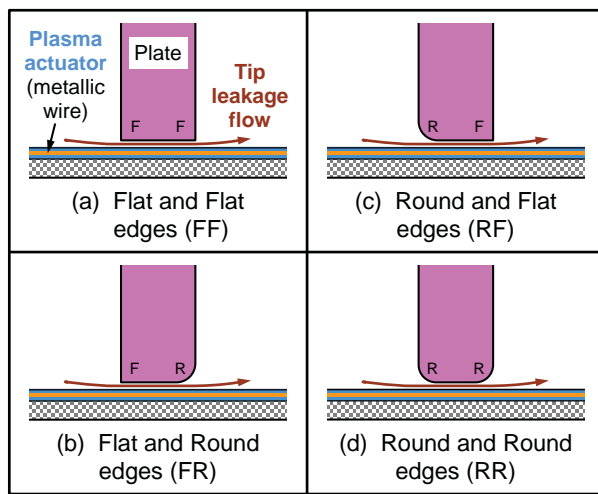 Plasma
actuator
(metallic
wire)
Plate
Tip
leakage
flow
F F
(a) Flat and Flat
edges (FF)
R F
(c) Round and Flat
edges (RF)
F R
(b) Flat and Round
edges (FR)
R R
(d) Round and Round
edges (RR)